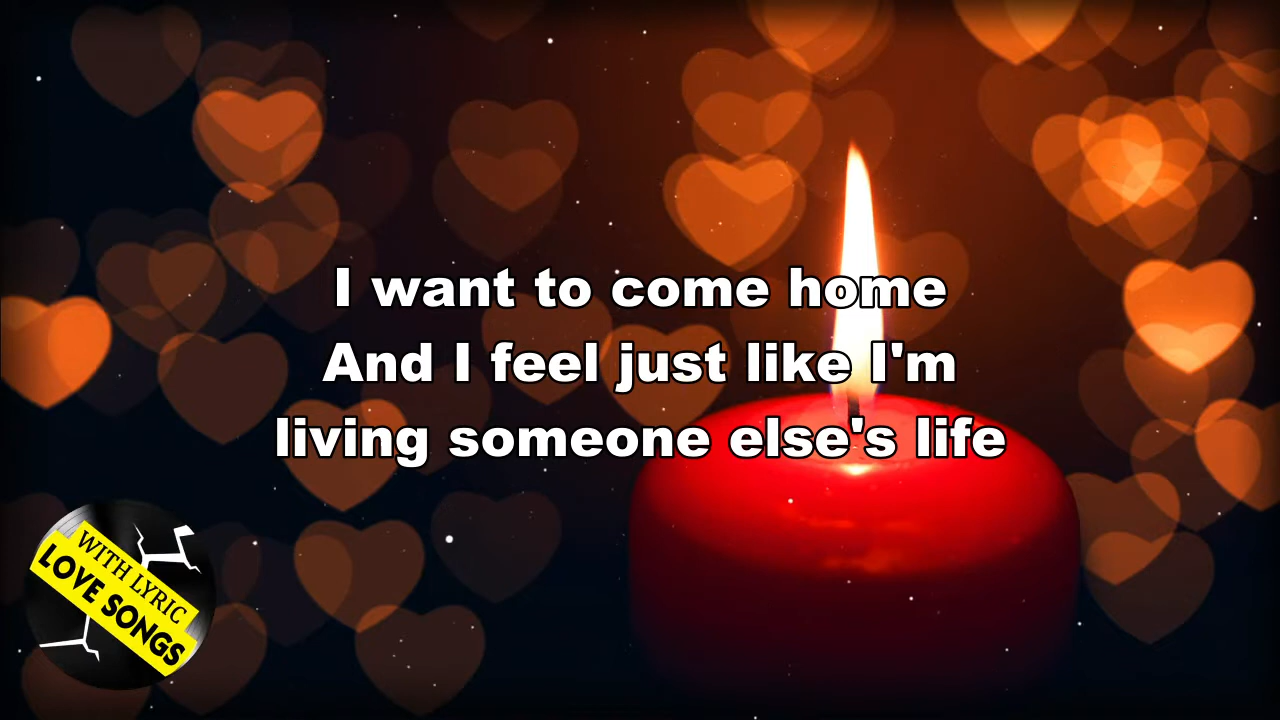 I want to come home
And I feel just like I'm
living someone else's life
WITH LYRIC
LOVE SONGS